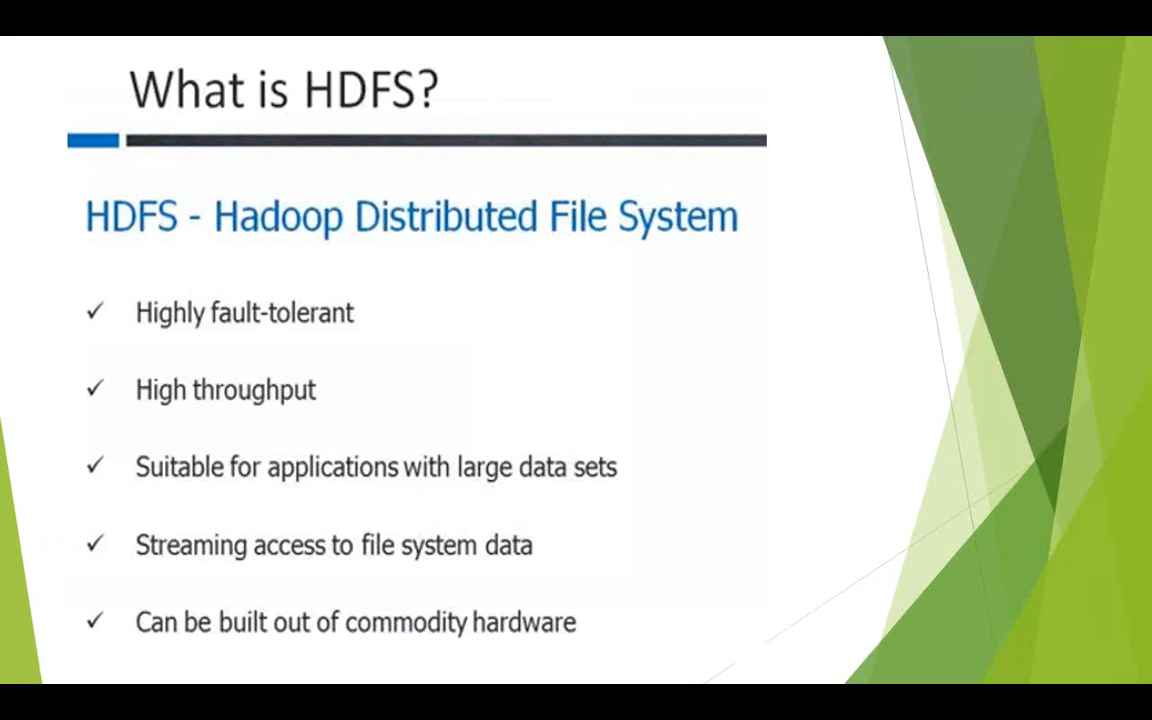 What is HDFS?
HDFS - Hadoop Distributed File System
✓ Highly fault-tolerant
✓ High throughput
✓ Suitable for applications with large data sets
✓ Streaming access to file system data
✓ Can be built out of commodity hardware